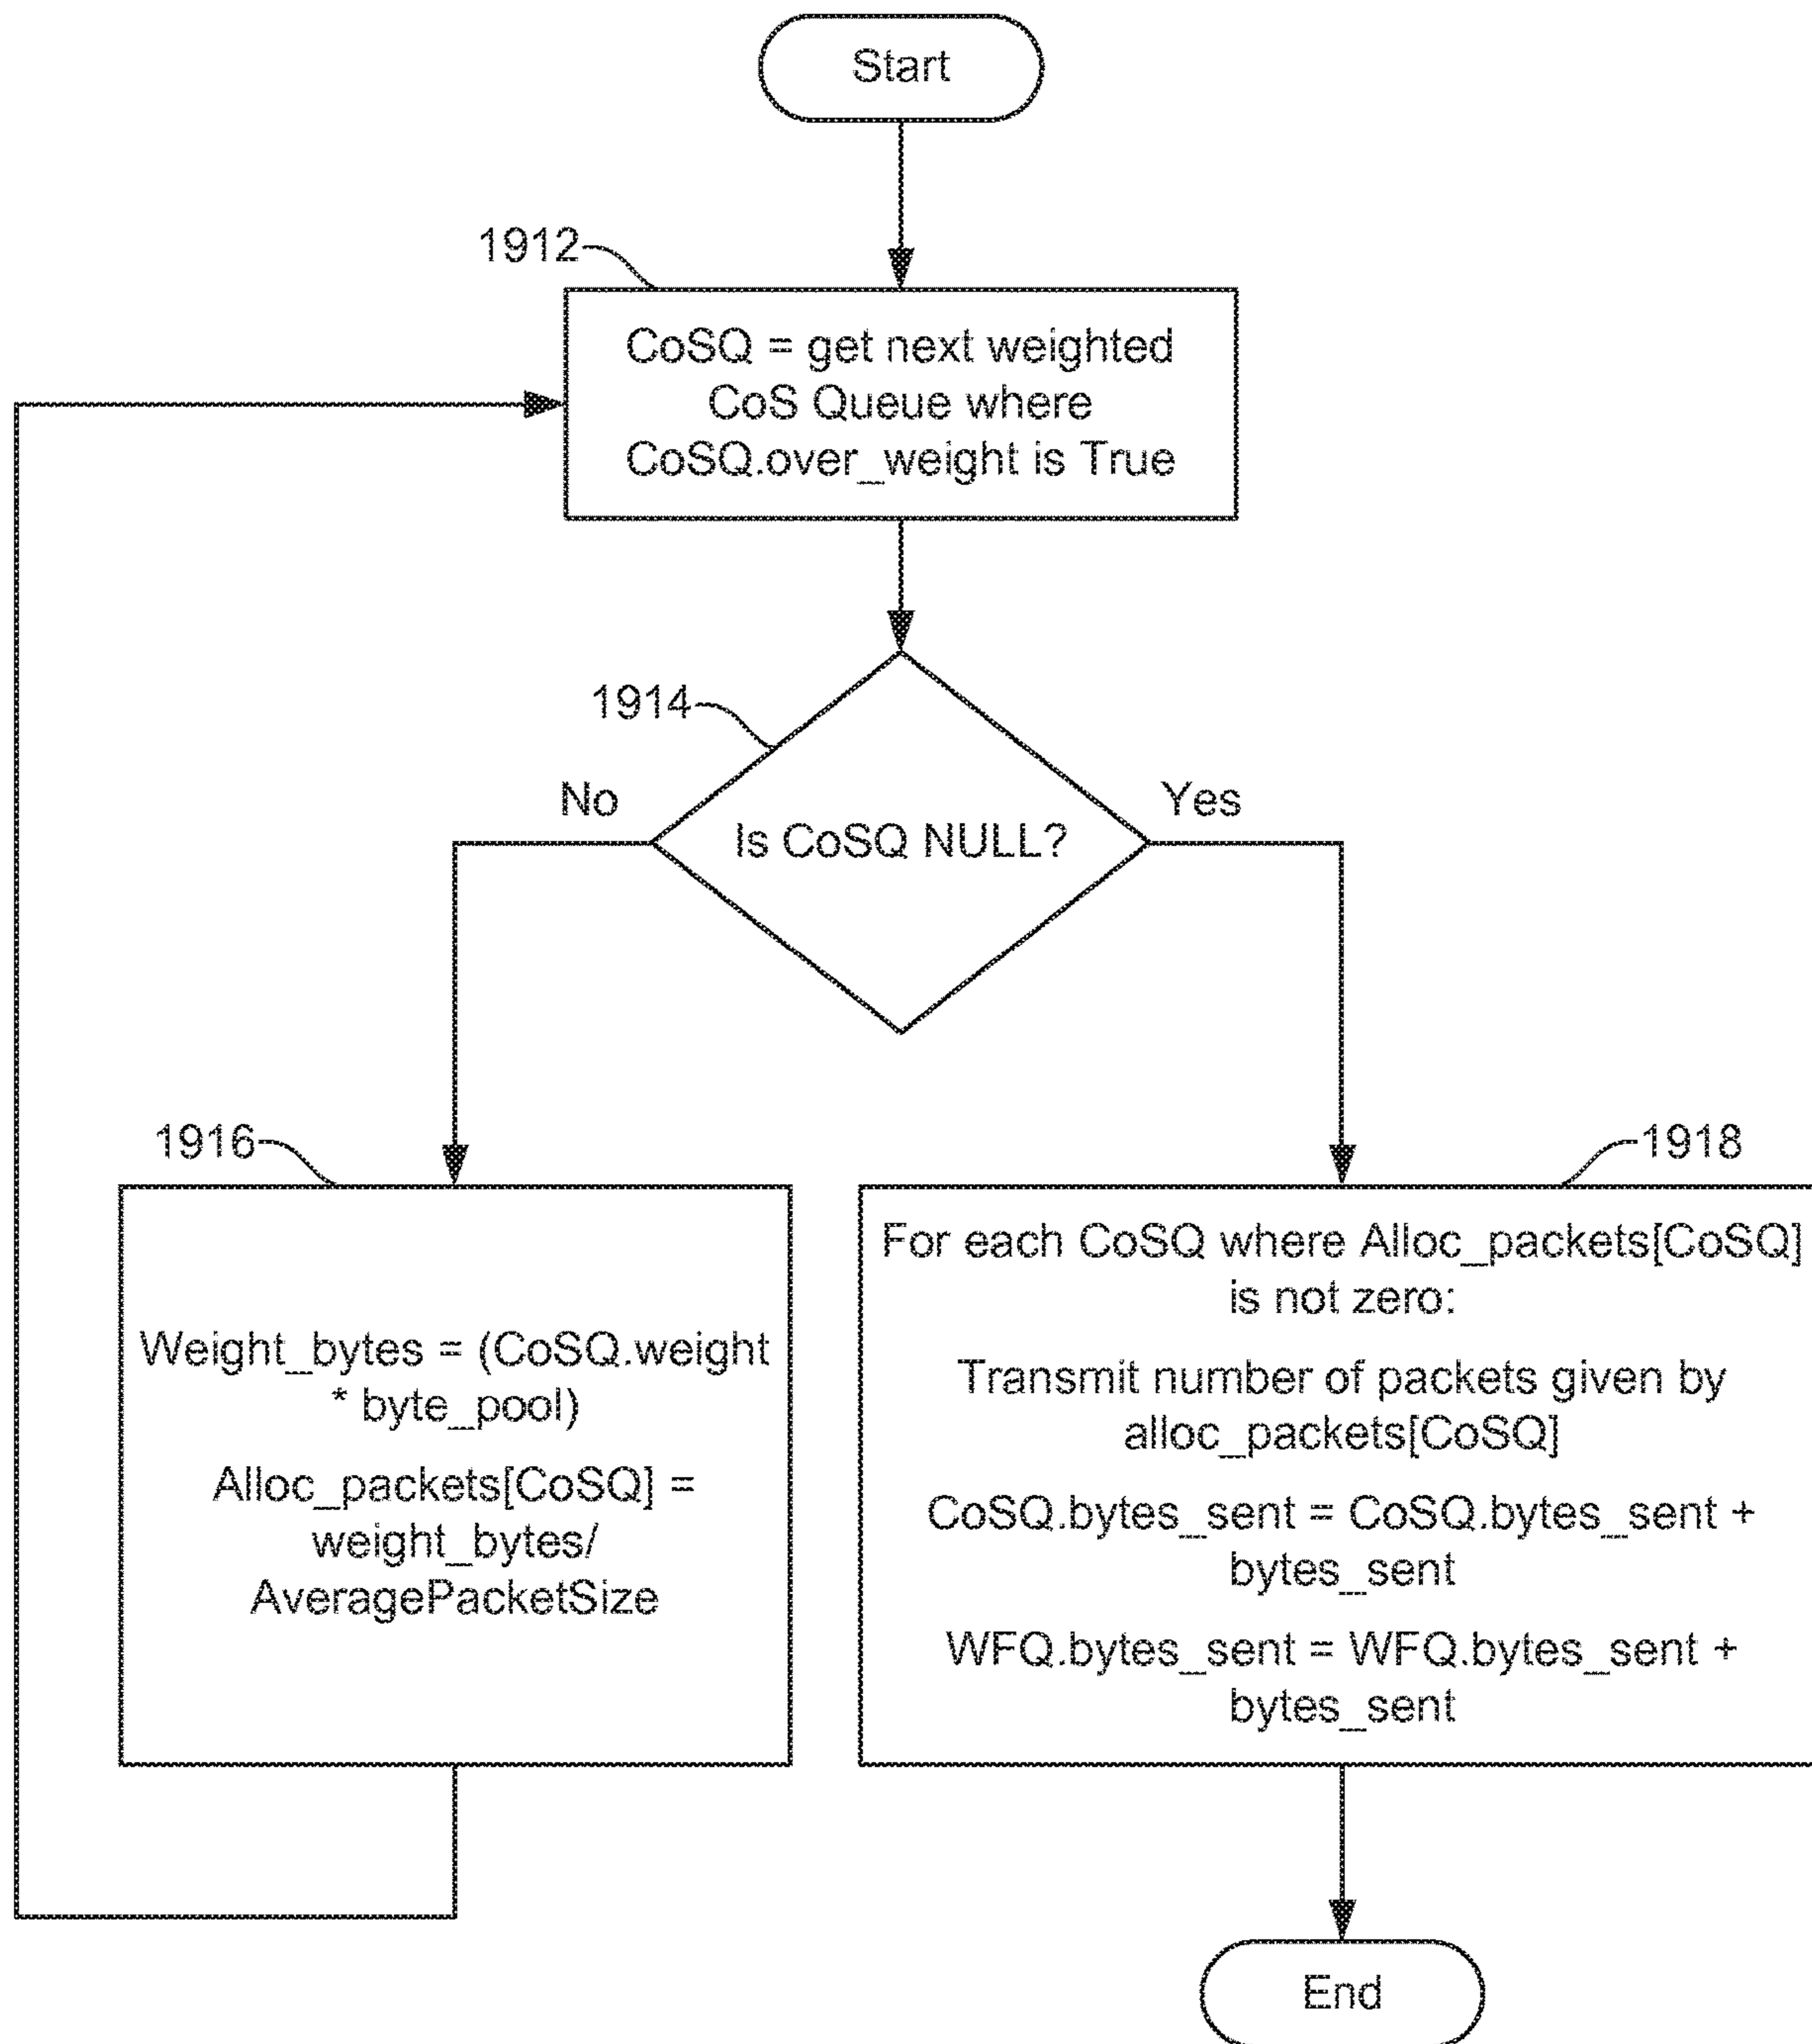 Start
1912
CoSQ = get next weighted
CoS Queue where
CoSQ.over_weight is True
1914
No
Yes
Is CoSQ NULL?
1916
Weight_bytes = (CoSQ.weight
* byte_pool)
Alloc_packets[CoSQ] =
weight_bytes/
AveragePacketSize
1918
For each CoSQ where Alloc_packets[CoSQ]
is not zero:
Transmit number of packets given by
alloc_packets[CoSQ]
CoSQ.bytes_sent = CoSQ.bytes_sent +
bytes_sent
WFQ.bytes_sent = WFQ.bytes_sent +
bytes_sent
End